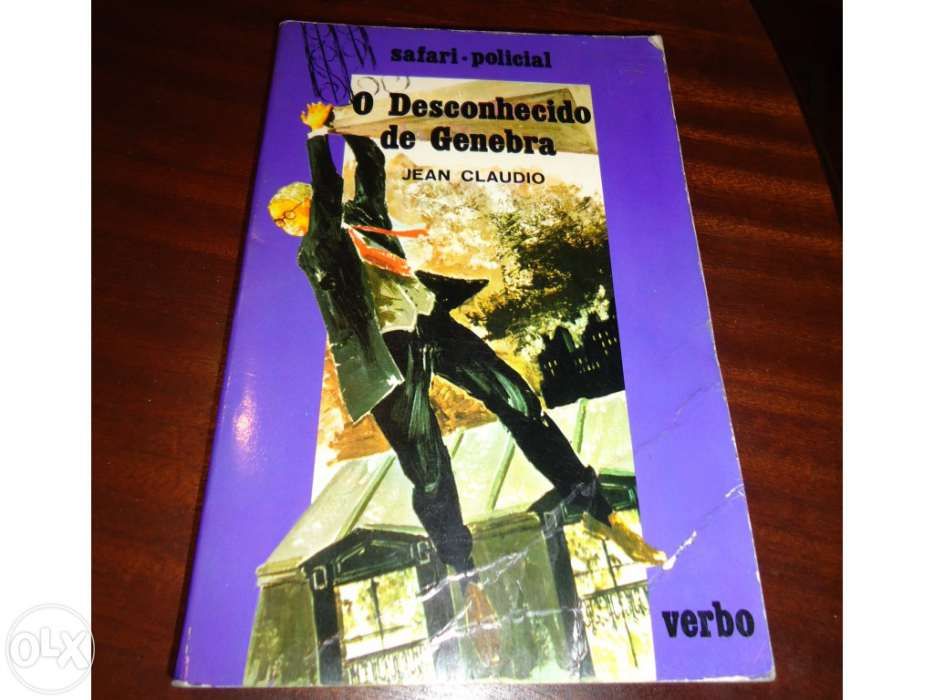 safari-policial
O Desconhecido
de Genebra
JEAN CLAUDIO
verbo
OLX